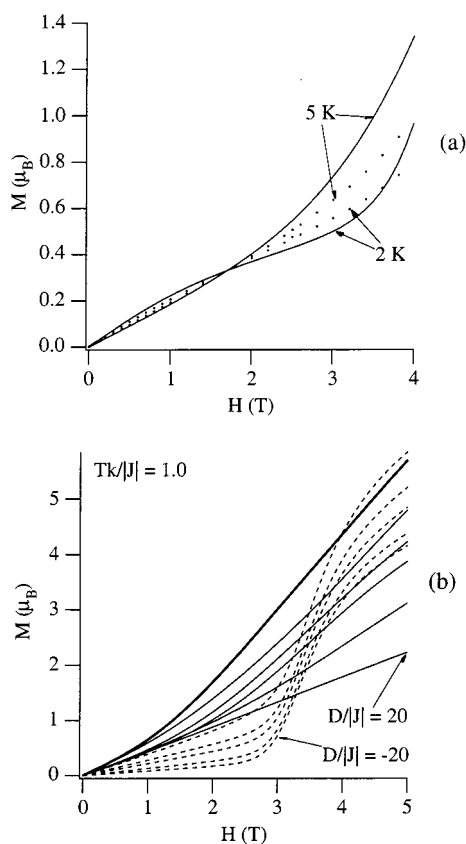 1.4
1.2
1.0
0.8
0.6
0.4
0.2
0.0
M (μB)
5 K
2 K
(a)
0 1 2 3 4
H (T)
Tk/|J| = 1.0
5
4
3
2
1
0
M (μB)
(b)
D/|J| = 20
D/|J| = -20
0 1 2 3 4 5
H (T)